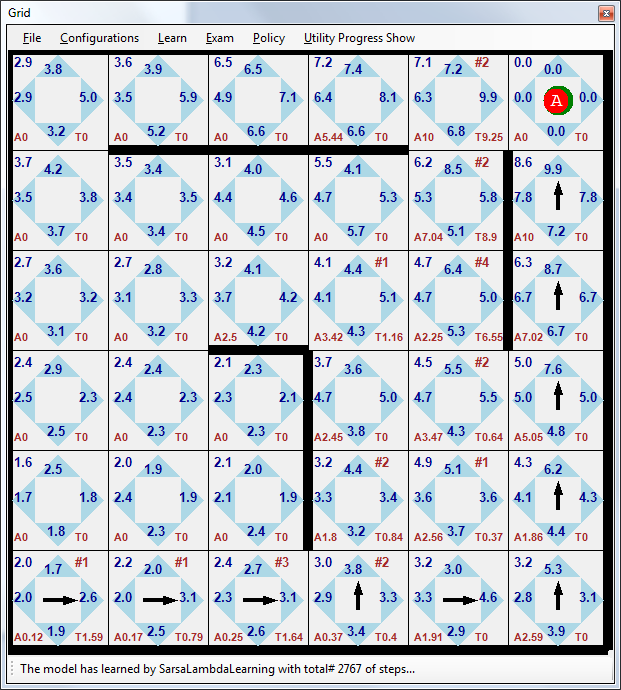 Grid
File Configurations Learn Exam Policy Utility Progress Show
2.9 3.8 3.6 3.9 6.5 6.5 7.2 7.4 7.1 7.2 #2 0.0 0.0
2.9 5.0 3.5 5.9 4.9 7.1 6.4 8.1 6.3 9.9 0.0 A 0.0
A0 3.2 T0 A0 5.2 T0 A0 6.6 T0 A5.44 6.6 T0 A10 6.8 T9.25 A0 0.0 T0
3.7 4.2 3.5 3.4 3.1 4.0 5.5 4.1 6.2 8.5 #2 8.6 9.9
3.5 3.8 3.4 3.5 4.4 4.6 4.7 5.3 5.3 5.8 7.8 7.8
A0 3.7 T0 A0 3.4 T0 A0 4.5 T0 A0 5.7 T0 A7.04 5.1 T8.9 A10 7.2 T0
2.7 3.6 2.7 2.8 3.2 4.1 4.1 4.4 #1 4.7 6.4 #4 6.3 8.7
3.2 3.2 3.1 3.3 3.7 4.2 4.1 5.1 4.7 5.0 6.7 6.7
A0 3.1 T0 A0 3.2 T0 A2.5 4.2 T0 A3.42 4.3 T1.16 A2.25 5.3 T6.55 A7.02 6.7 T0
2.4 2.9 2.4 2.4 2.1 2.3 3.7 3.6 4.5 5.5 #2 5.0 7.6
2.5 2.3 2.4 2.3 2.3 2.1 4.7 5.0 4.7 5.5 5.0 5.0
A0 2.5 T0 A0 2.3 T0 A0 2.3 T0 A2.45 3.8 T0 A3.47 4.3 T0.64 A5.05 4.8 T0
1.6 2.5 2.0 1.9 2.1 2.0 3.2 4.4 #2 4.9 5.1 #1 4.3 6.2
1.7 1.8 2.4 1.9 2.1 1.9 3.3 3.4 3.6 3.6 4.1 4.3
A0 1.8 T0 A0 2.3 T0 A0 2.4 T0 A1.8 3.2 T0.84 A2.56 3.7 T0.37 A1.86 4.4 T0
2.0 1.7 #1 2.2 2.0 #1 2.4 2.7 #3 3.0 3.8 #2 3.2 3.0 3.2 5.3
2.0 2.6 2.0 3.1 2.3 3.1 2.9 3.3 3.3 4.6 2.8 3.1
A0.12 1.9 T1.59 A0.17 2.5 T0.79 A0.25 2.6 T1.64 A0.37 3.4 T0.4 A1.91 2.9 T0 A2.59 3.9 T0
The model has learned by SarsaLambdaLearning with total# 2767 of steps...